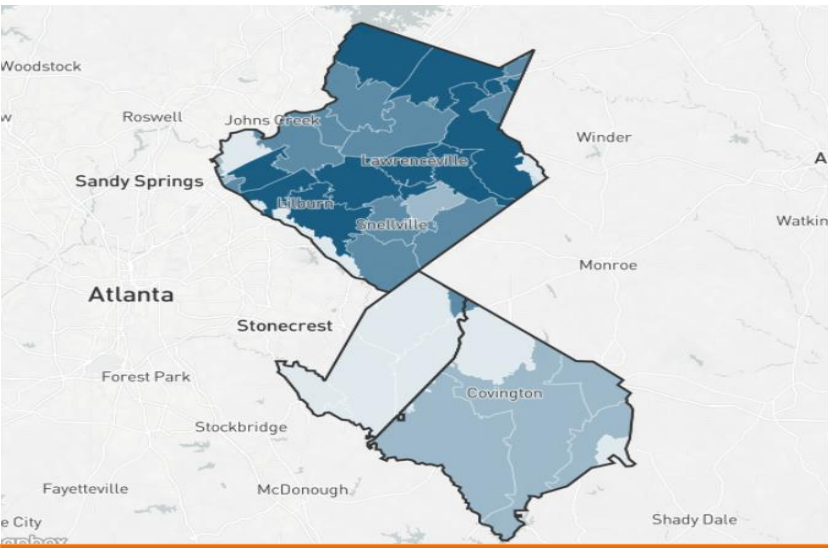 Woodstock
Roswell
Johns Creek
Winder
A
Lawrenceville
Sandy Springs
Lilburn
Snellville
Watkin
Monroe
Atlanta
Stonecrest
Forest Park
Covington
Stockbridge
Fayetteville
McDonough
Shady Dale
e City